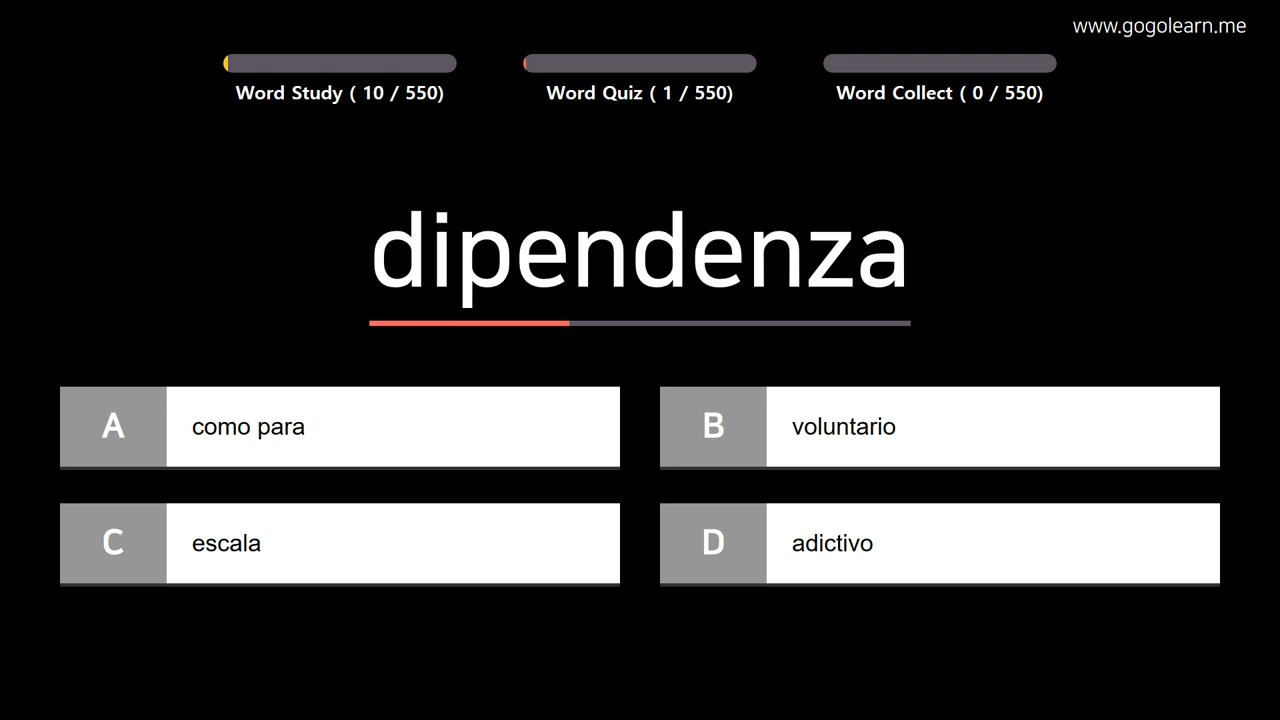 www.gogolearn.me
Word Study ( 10 / 550)
Word Quiz ( 1 / 550)
Word Collect ( 0 / 550)
dipendenza
A como para
B voluntario
C escala
D adictivo